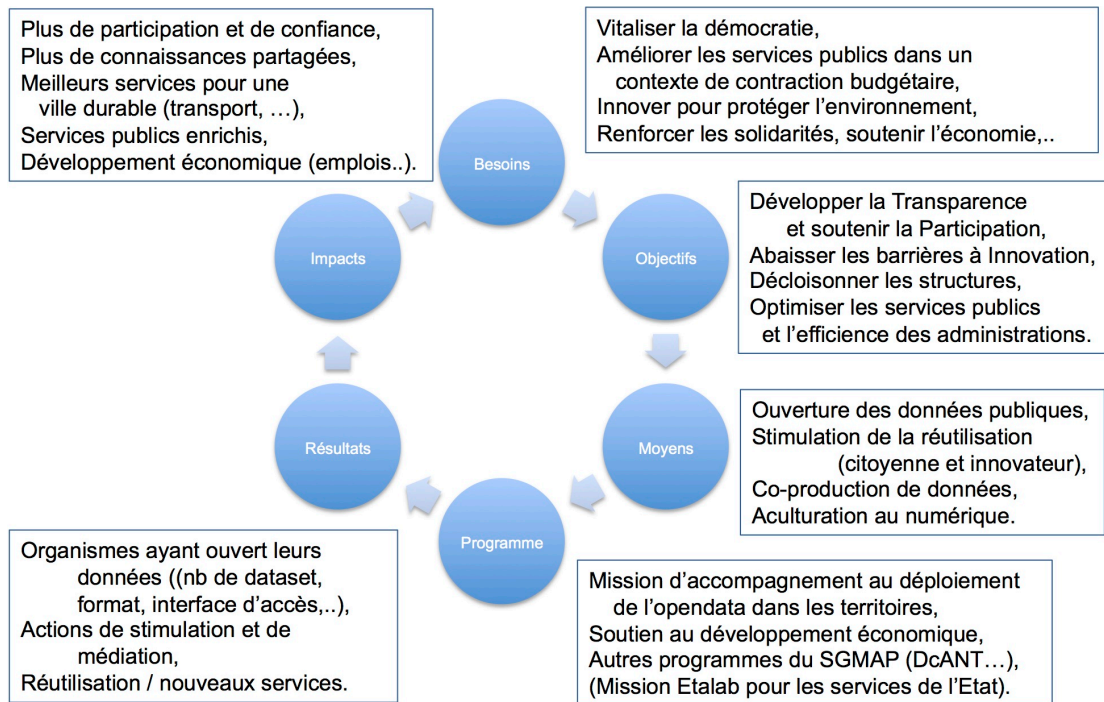 Plus de participation et de confiance,
Plus de connaissances partagées,
Meilleurs services pour une
ville durable (transport, …),
Services publics enrichis,
Développement économique (emplois..).
Vitaliser la démocratie,
Améliorer les services publics dans un
contexte de contraction budgétaire,
Innover pour protéger l'environnement,
Renforcer les solidarités, soutenir l'économie,..
Besoins
Développer la Transparence
et soutenir la Participation,
Abaisser les barrières à Innovation,
Décloisonner les structures,
Optimiser les services publics
et l'efficience des administrations.
Impacts
Objectifs
Résultats
Moyens
Ouverture des données publiques,
Stimulation de la réutilisation
(citoyenne et innovateur),
Co-production de données,
Aculturation au numérique.
Programme
Organismes ayant ouvert leurs
données ((nb de dataset,
format, interface d'accès,..),
Actions de stimulation et de
médiation,
Réutilisation / nouveaux services.
Mission d'accompagnement au déploiement
de l'opendata dans les territoires,
Soutien au développement économique,
Autres programmes du SGMAP (DcANT…),
(Mission Etalab pour les services de l'Etat).